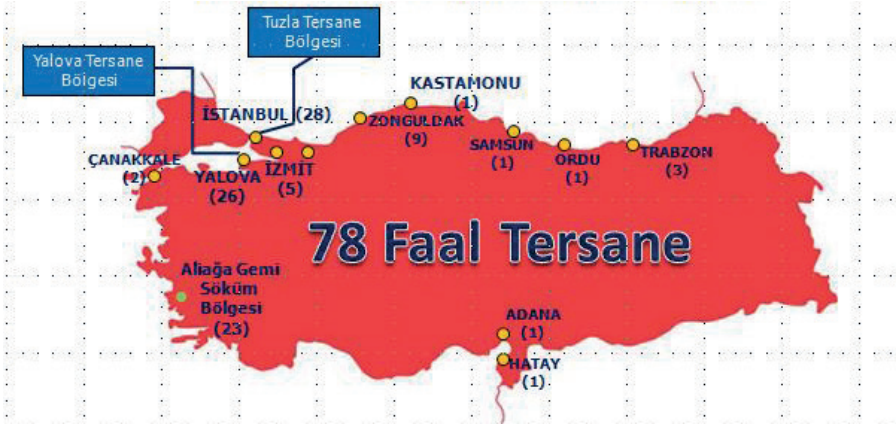 Tuzla Tersane
Bölgesi
Yalova Tersane
Bölgesi
KASTAMONU
(1)
İSTANBUL (28)
ZONGULDAK
(9)
SAMSUN
(1)
ORDU
(1)
TRABZON
(3)
ÇANAKKALE
(2)
YALOVA
(26)
İZMİT
(5)
78 Faal Tersane
Aliağa Gemi
Söküm
Bölgesi
(23)
ADANA
(1)
HATAY
(1)